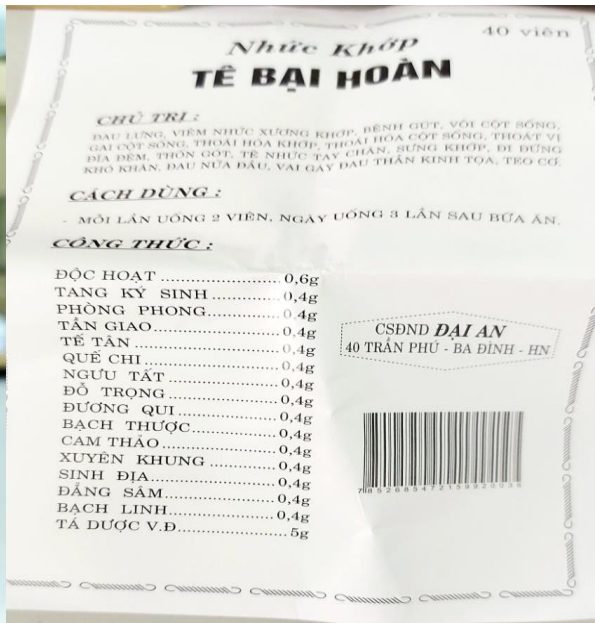 40 viên
Nhức Khớp
TÊ BẠI HOÀN
CHỦ TRỊ :
ĐAU LƯNG, VIÊM NHỨC XƯƠNG KHỚP, BỆNH GÚT, VÔI CỘT SỐNG,
GAI CỘT SỐNG, THOÁI HÓA KHỚP, THOÁI HÓA CỘT SỐNG, THOÁT VỊ
ĐĨA ĐỆM, THỐN GÓT, TÊ NHỨC TAY CHÂN, SƯNG KHỚP, ĐI ĐỨNG
KHÓ KHĂN, ĐAU NỬA ĐẦU, VAI GÁY ĐAU THẦN KINH TỌA, TEO CƠ.
CÁCH DÙNG :
- MỖI LẦN UỐNG 2 VIÊN, NGÀY UỐNG 3 LẦN SAU BỮA ĂN.
CÔNG THỨC :
ĐỘC HOẠT ........................ 0,6g
TANG KÝ SINH .............. 0,4g
PHÒNG PHONG................ 0,4g
TẦN GIAO.......................... 0,4g
TẾ TÂN .............................. 0,4g
QUẾ CHI ........................... 0,4g
NGƯU TẤT ...................... 0,4g
ĐỖ TRỌNG ...................... 0,4g
ĐƯƠNG QUI .................... 0,4g
BẠCH THƯỢC.................. 0,4g
CAM THẢO....................... 0,4g
XUYÊN KHUNG .............. 0,4g
SINH ĐỊA......................... 0,4g
ĐẲNG SÂM...................... 0,4g
BẠCH LINH..................... 0,4g
TÁ DƯỢC V.Đ...................... 5g
CSĐND ĐẠI AN
40 TRẦN PHÚ - BA ĐÌNH - HN